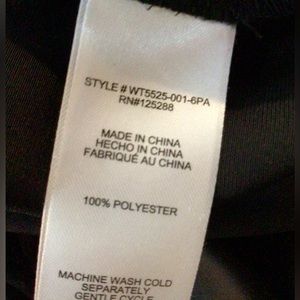 STYLE # WT5525-001-6PA
RN#125288
MADE IN CHINA
HECHO IN CHINA
FABRIQUÉ AU CHINA
100% POLYESTER
MACHINE WASH COLD
SEPARATELY
GENTLE CYCLE